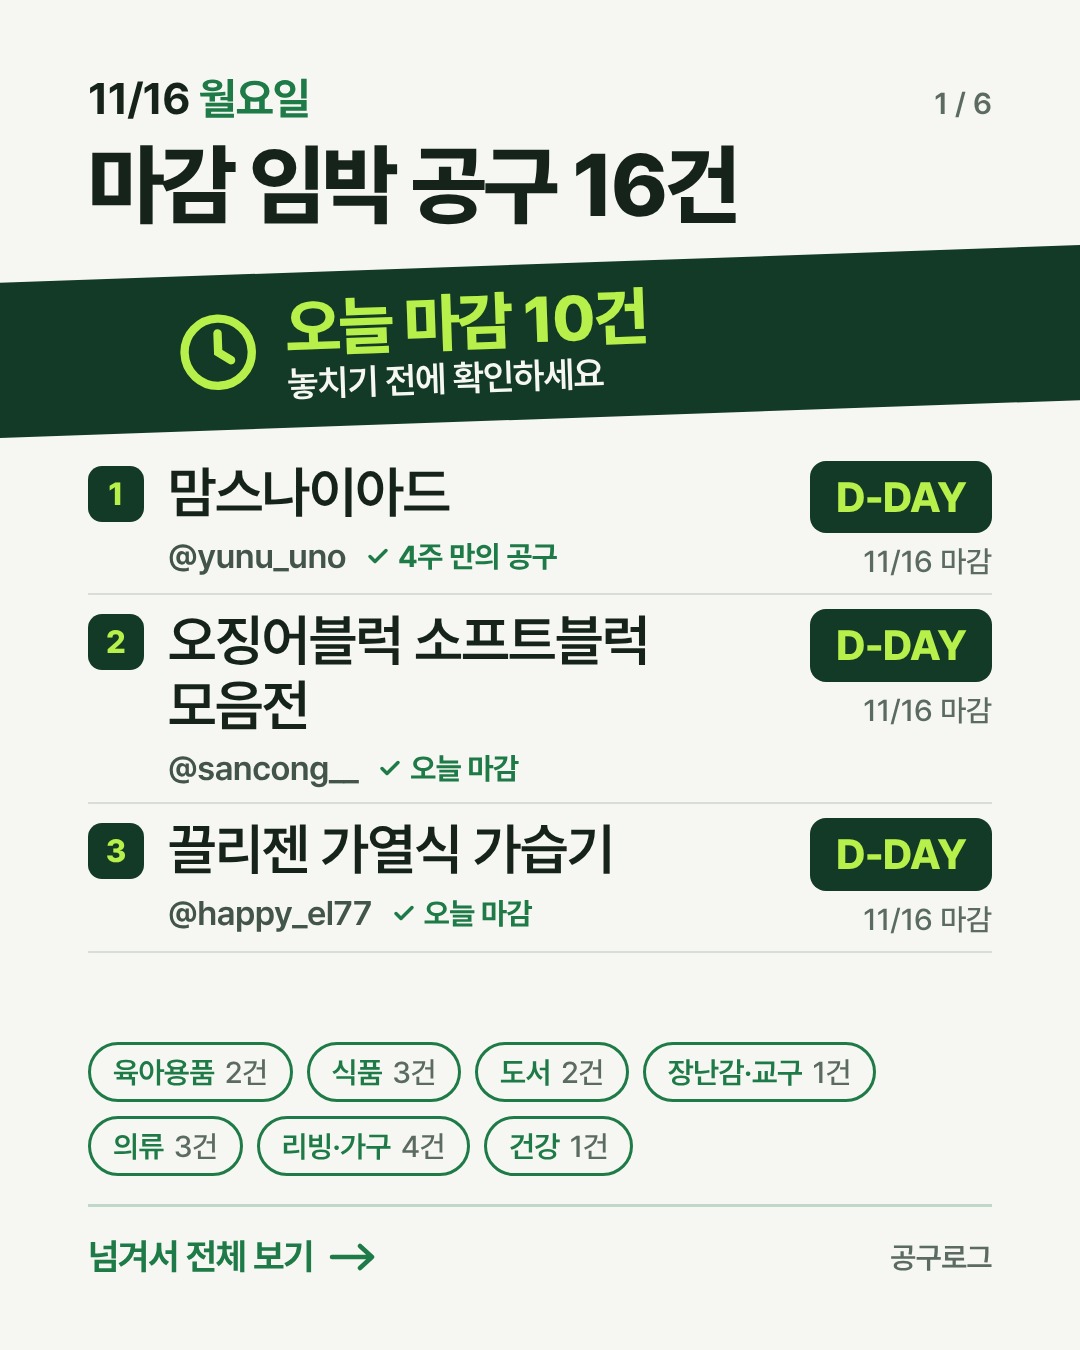 11/16 월요일
1 / 6
마감 임박 공구 16건
오늘 마감 10건
놓치기 전에 확인하세요
1 맘스나이아드 D-DAY
@yunu_uno ✓ 4주 만의 공구 11/16 마감
2 오징어블럭 소프트블럭 D-DAY
모음전 11/16 마감
@sancong__ ✓ 오늘 마감
3 끌리젠 가열식 가습기 D-DAY
@happy_el77 ✓ 오늘 마감 11/16 마감
육아용품 2건 식품 3건 도서 2건 장난감·교구 1건
의류 3건 리빙·가구 4건 건강 1건
넘겨서 전체 보기 → 공구로그